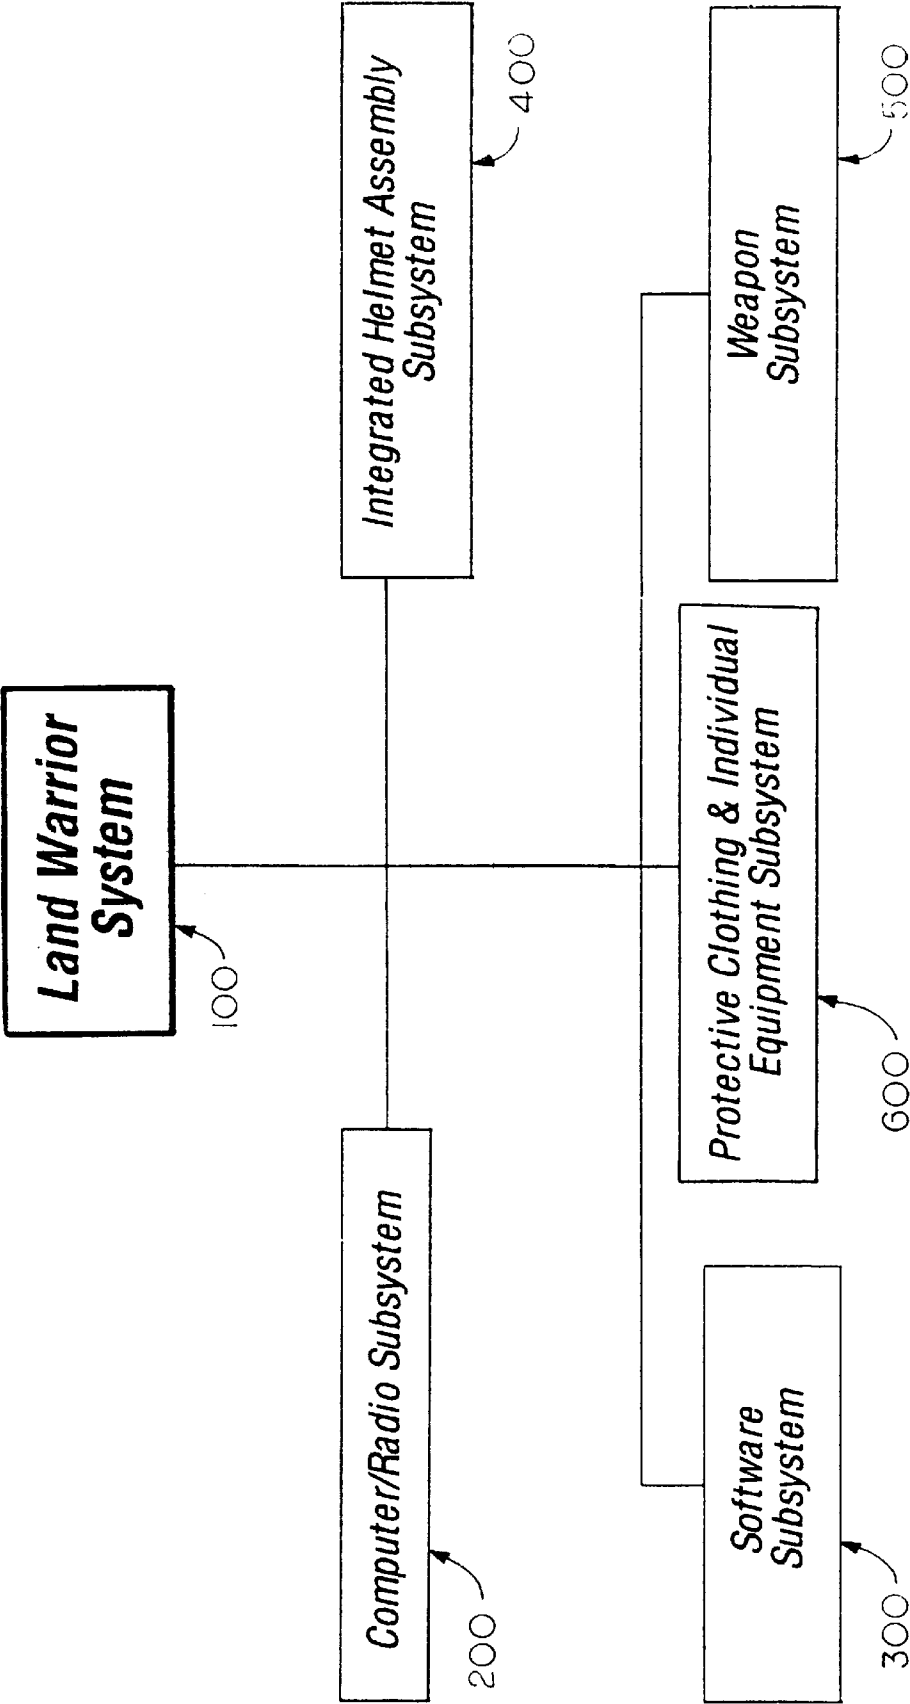 Land Warrior
System
100
Computer/Radio Subsystem
200
Integrated Helmet Assembly
Subsystem
400
Software
Subsystem
300
Protective Clothing & Individual
Equipment Subsystem
600
Weapon
Subsystem
500